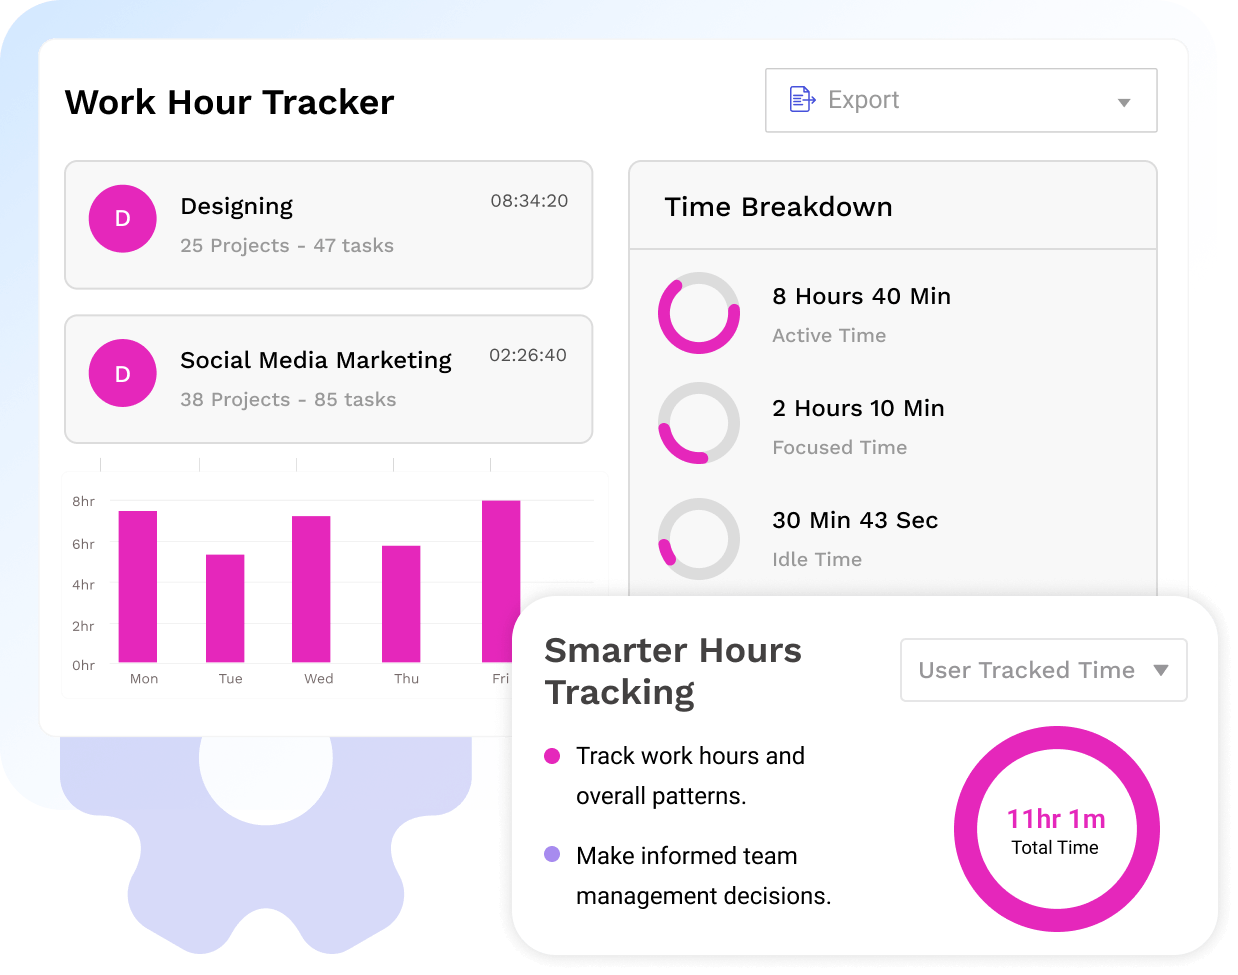 Work Hour Tracker
Export
D
Designing
08:34:20
25 Projects - 47 tasks
D
Social Media Marketing
02:26:40
38 Projects - 85 tasks
8hr
6hr
4hr
2hr
0hr
Mon
Tue
Wed
Thu
Fri
Time Breakdown
8 Hours 40 Min
Active Time
2 Hours 10 Min
Focused Time
30 Min 43 Sec
Idle Time
Smarter Hours
Tracking
User Tracked Time
Track work hours and
overall patterns.
Make informed team
management decisions.
11hr 1m
Total Time